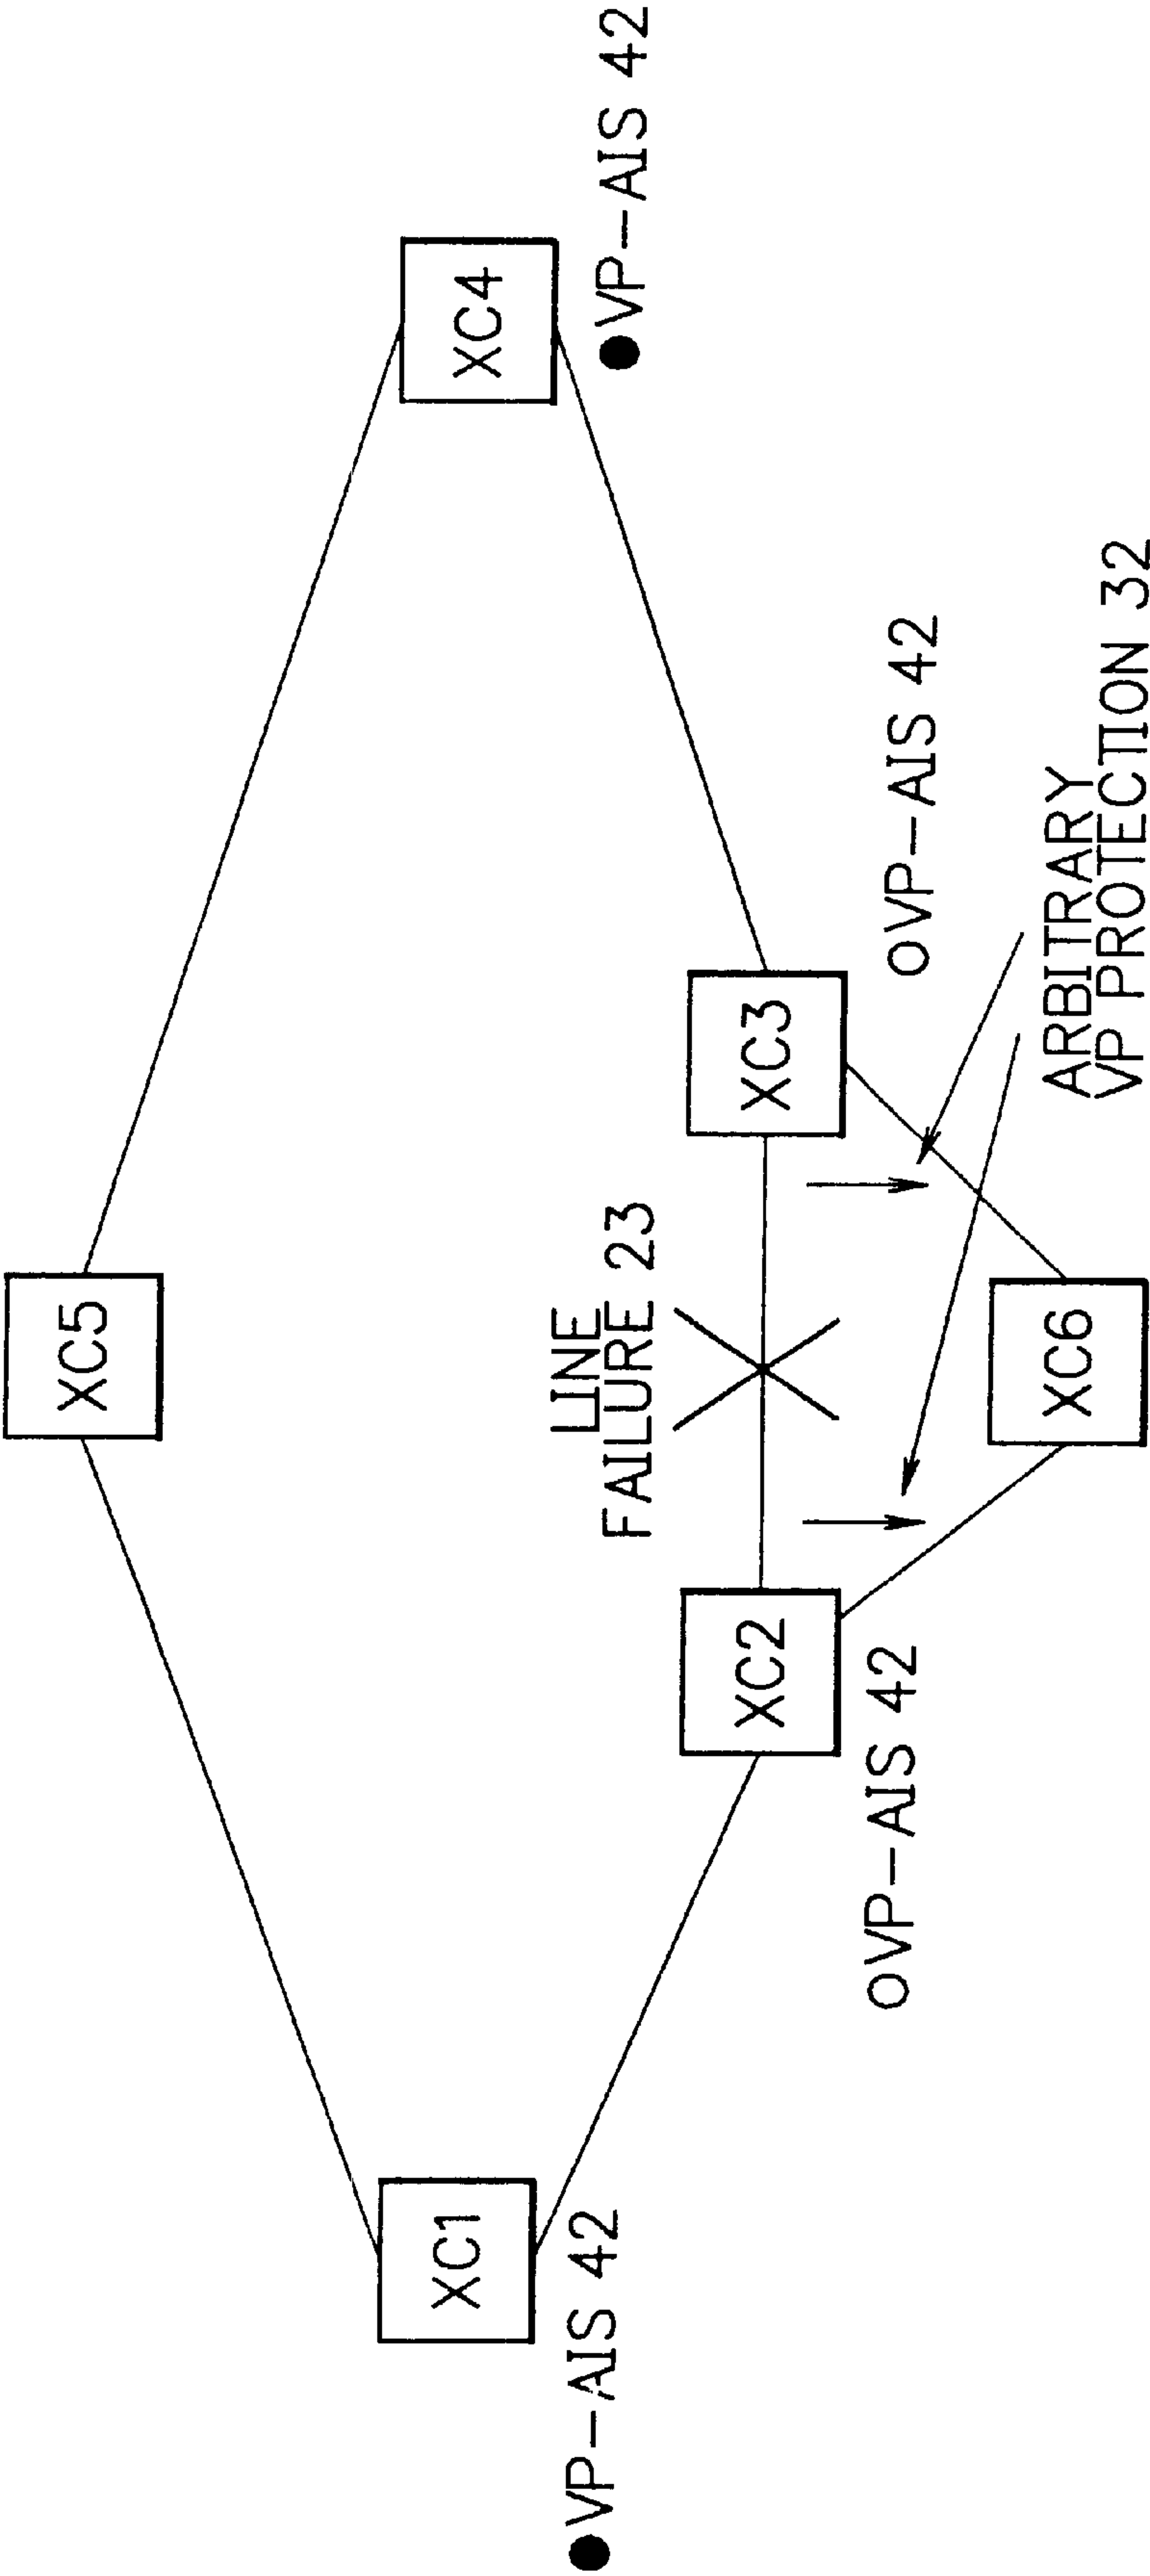 XC5
XC1
XC4
●VP-AIS 42
●VP-AIS 42
LINE
FAILURE 23
XC2
XC3
OVP-AIS 42
OVP-AIS 42
XC6
ARBITRARY
VP PROTECTION 32